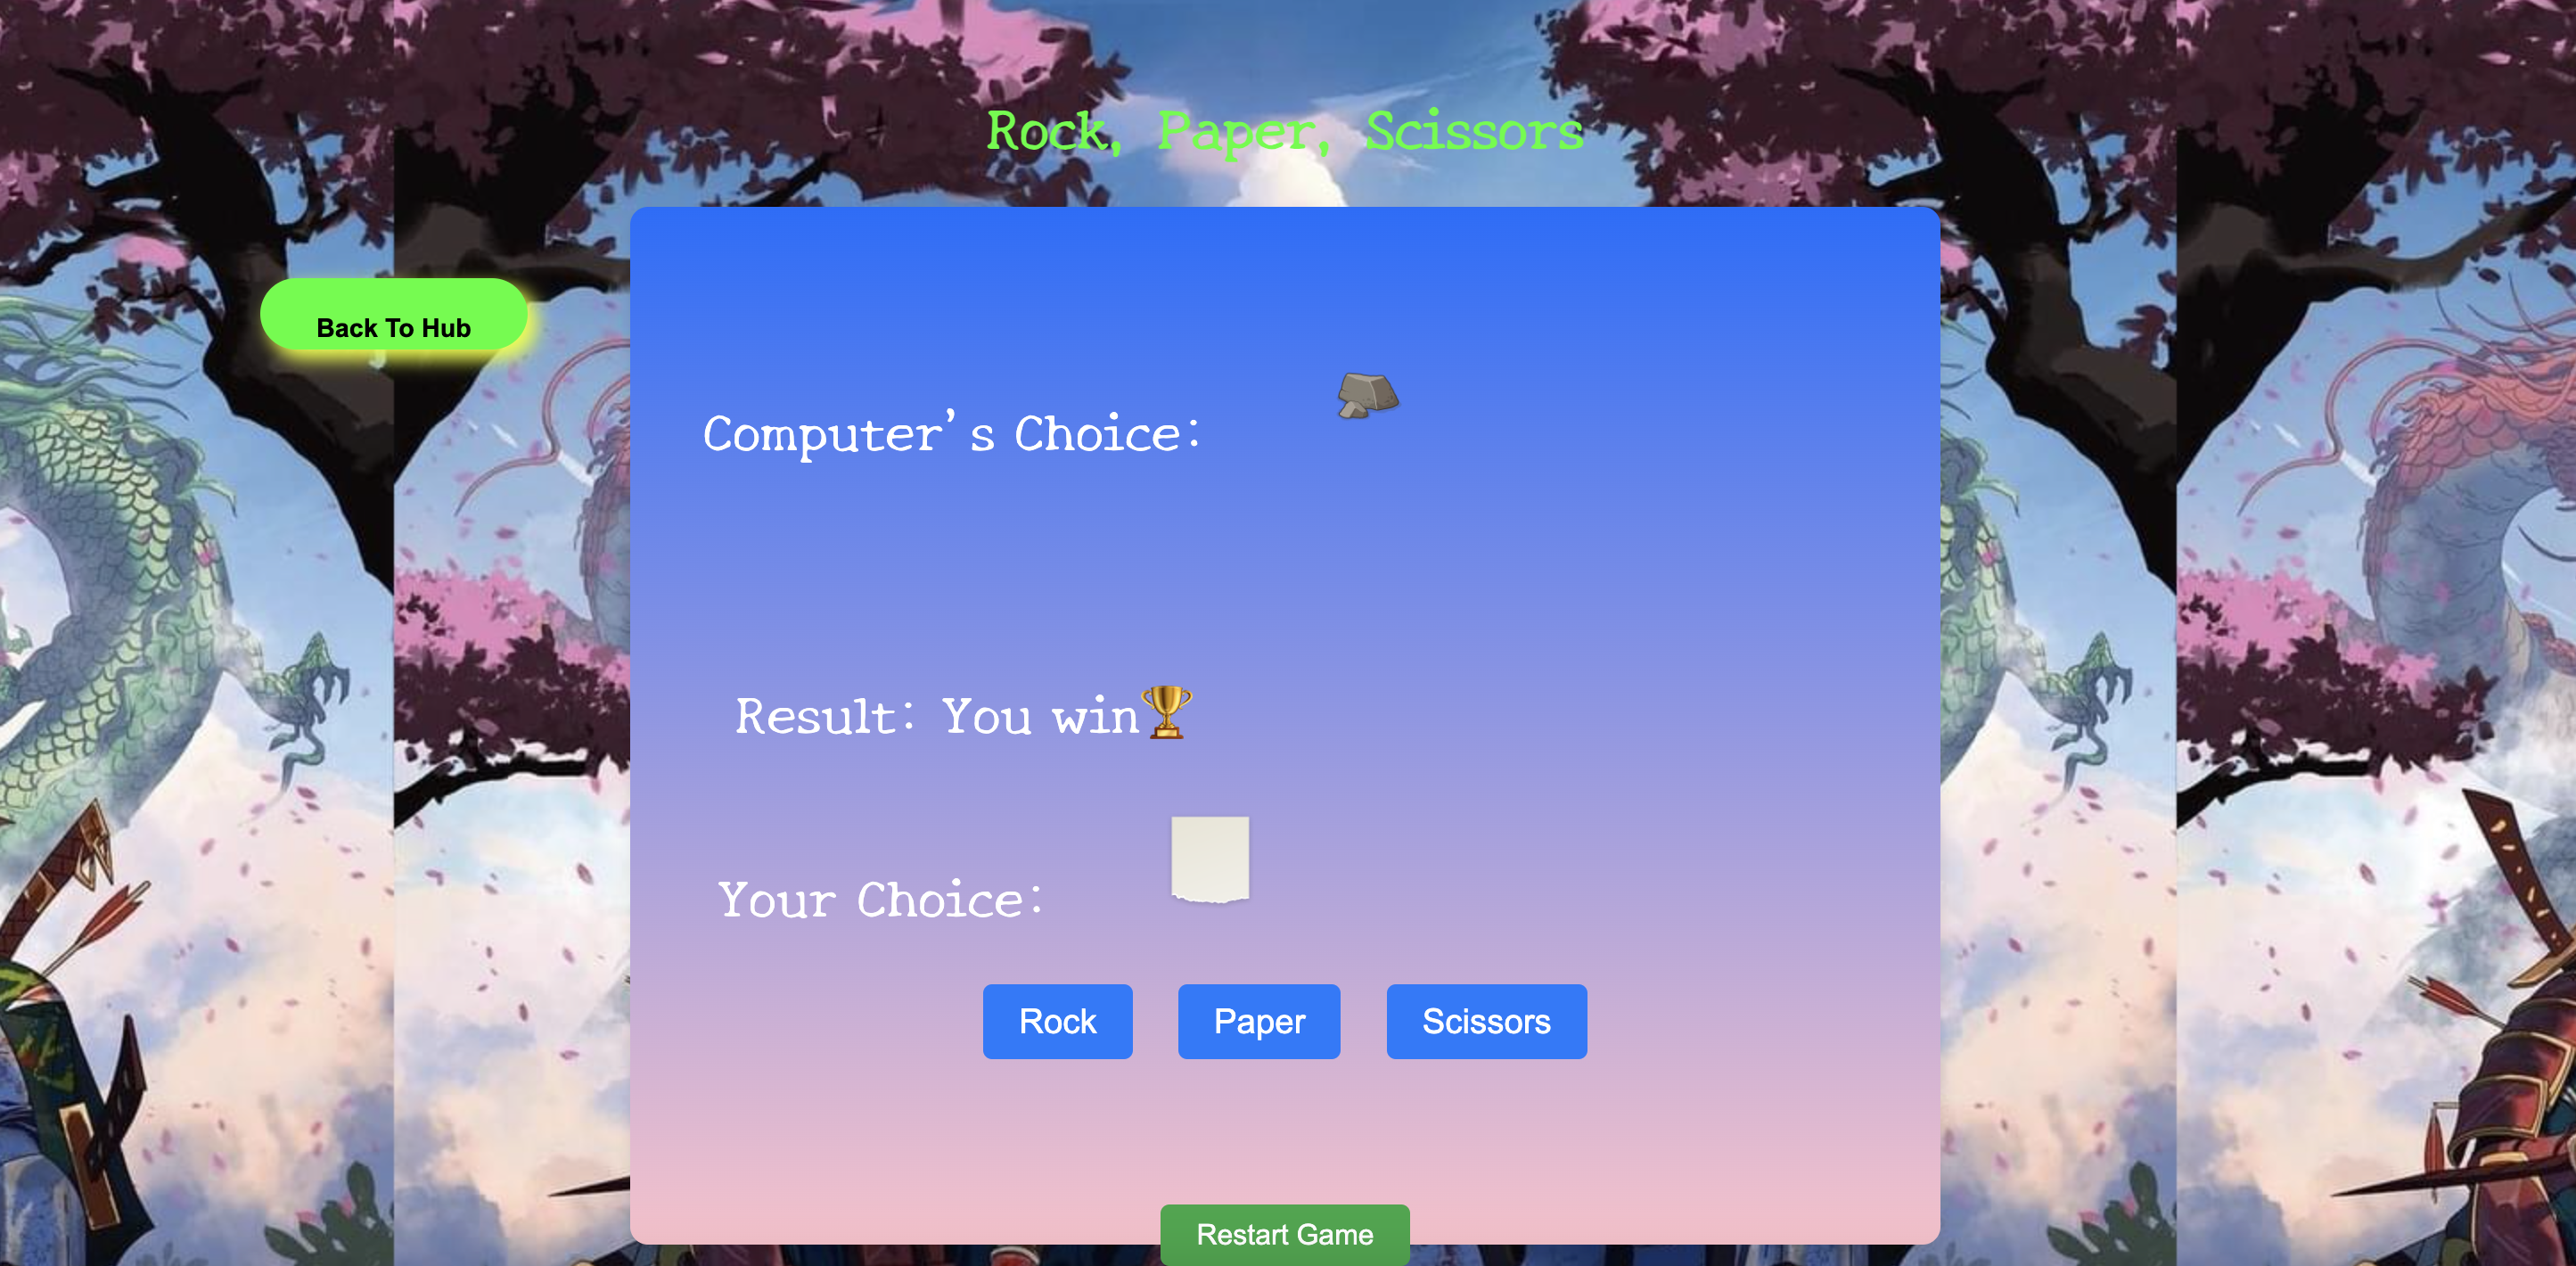 Rock, Paper, Scissors
Back To Hub
Computer's Choice:
Result: You win🏆
Your Choice:
Rock
Paper
Scissors
Restart Game